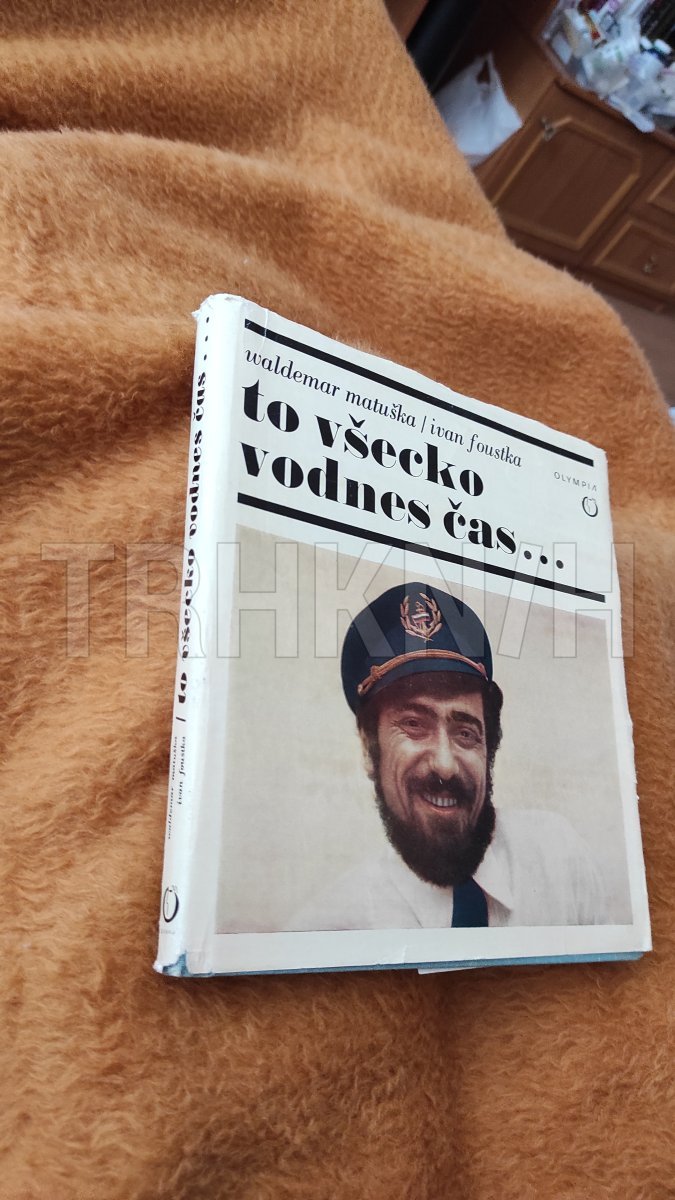 waldemar matuška / ivan foustka
to všecko
vodnes čas...
OLYMPIA
waldemar matuška
ivan foustka
/ to všecko vodnes čas...
TRHKNIH